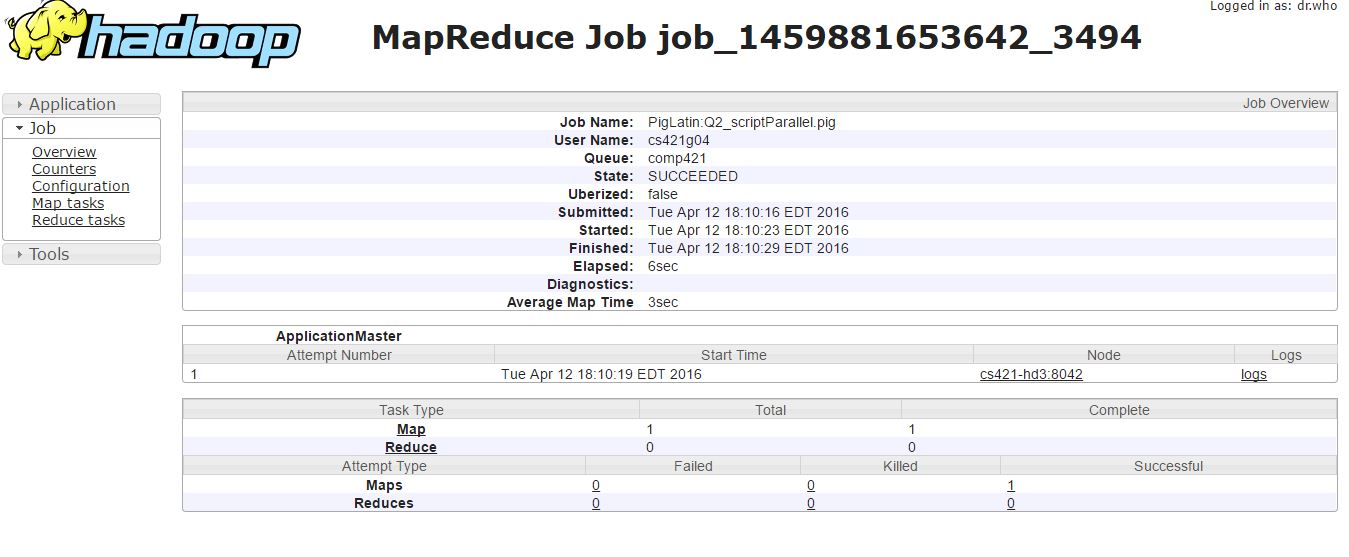 Logged in as: dr.who
hadoop
MapReduce Job job_1459881653642_3494
Application
Job
Overview
Counters
Configuration
Map tasks
Reduce tasks
Tools
Job Overview
Job Name: PigLatin:Q2_scriptParallel.pig
User Name: cs421g04
Queue: comp421
State: SUCCEEDED
Uberized: false
Submitted: Tue Apr 12 18:10:16 EDT 2016
Started: Tue Apr 12 18:10:23 EDT 2016
Finished: Tue Apr 12 18:10:29 EDT 2016
Elapsed: 6sec
Diagnostics:
Average Map Time 3sec
ApplicationMaster
Attempt Number Start Time Node Logs
1 Tue Apr 12 18:10:19 EDT 2016 cs421-hd3:8042 logs
Task Type Total Complete
Map 1 1
Reduce 0 0
Attempt Type Failed Killed Successful
Maps 0 0 1
Reduces 0 0 0